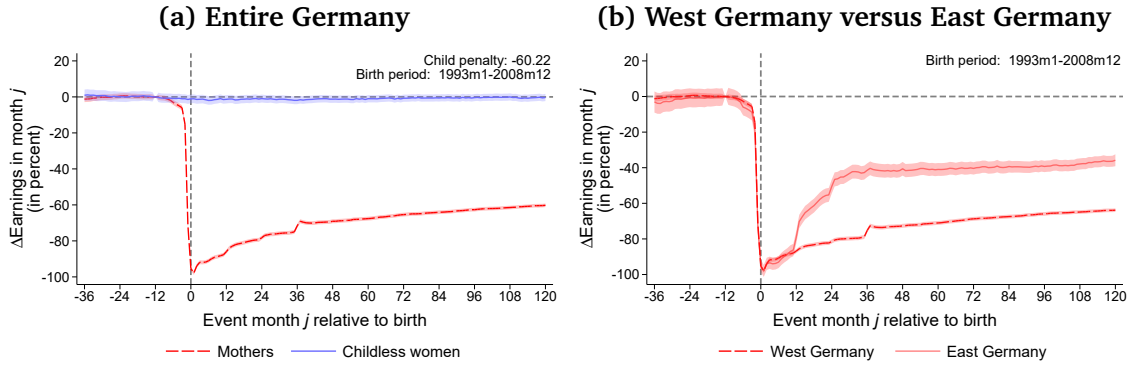 (a) Entire Germany
Child penalty: -60.22
Birth period: 1993m1-2008m12
ΔEarnings in month j
(in percent)
20
0
-20
-40
-60
-80
-100
-36 -24 -12 0 12 24 36 48 60 72 84 96 108 120
Event month j relative to birth
Mothers Childless women
(b) West Germany versus East Germany
Birth period: 1993m1-2008m12
ΔEarnings in month j
(in percent)
20
0
-20
-40
-60
-80
-100
-36 -24 -12 0 12 24 36 48 60 72 84 96 108 120
Event month j relative to birth
West Germany East Germany